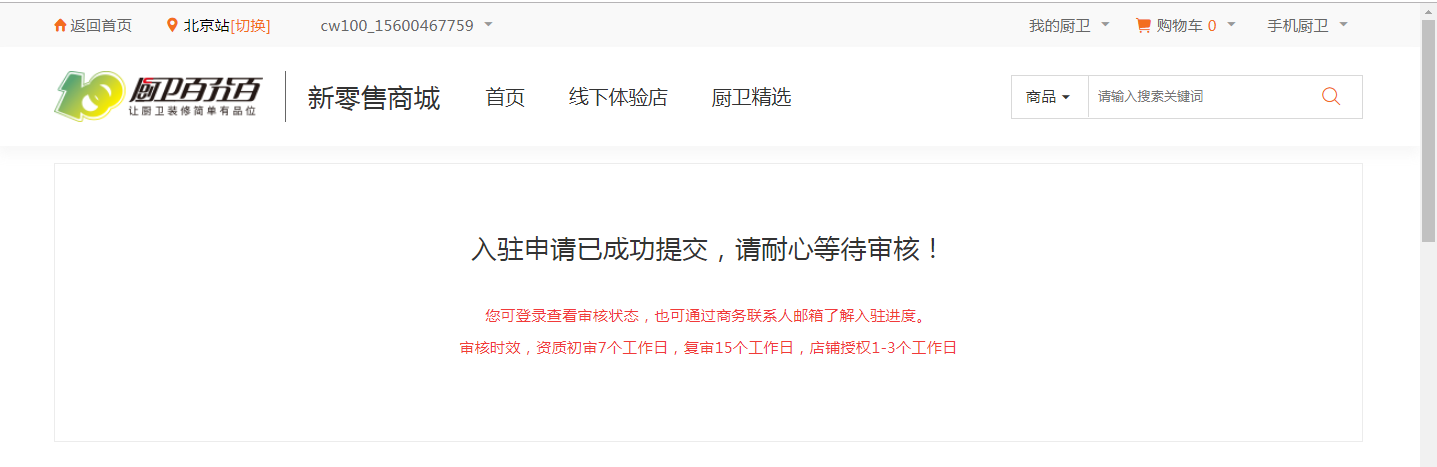 返回首页 北京站[切换] cw100_15600467759 我的厨卫 购物车 0 手机厨卫
厨卫百分百
让厨卫装修简单有品位
新零售商城 首页 线下体验店 厨卫精选 商品 请输入搜索关键词
入驻申请已成功提交，请耐心等待审核！
您可登录查看审核状态，也可通过商务联系人邮箱了解入驻进度。
审核时效，资质初审7个工作日，复审15个工作日，店铺授权1-3个工作日